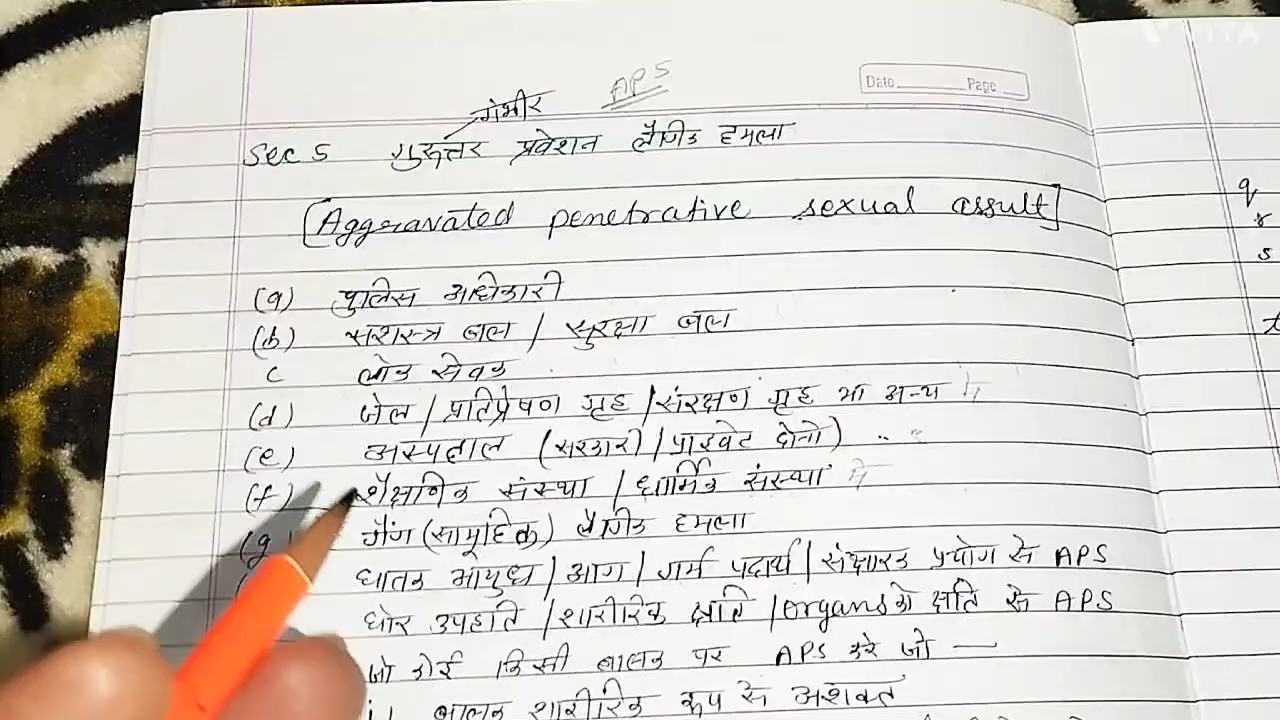 गंभीर APS
Date Page
Sec 5 गुरुत्तर प्रवेशन लैंगिक हमला
[Aggravated penetrative sexual assult]
(a) पुलिस अधिकारी
(b) सशस्त्र बल / सुरक्षा बल
c लोक सेवक
(d) जेल / प्रतिप्रेषण गृह / संरक्षण गृह या अन्य में
(e) अस्पताल (सरकारी / प्राइवेट दोनो)
(f) शैक्षणिक संस्था / धार्मिक संस्था में
(g) गैंग (सामूहिक) लैंगिक हमला
घातक आयुध / आग / गर्म पदार्थ / संक्षारक प्रयोग से APS
घोर उपहति / शारीरिक क्षति / organs को क्षति से APS
जो कोई किसी बालक पर APS करे जो —
बालक शारीरिक रूप से अशक्त
q
r
s
t